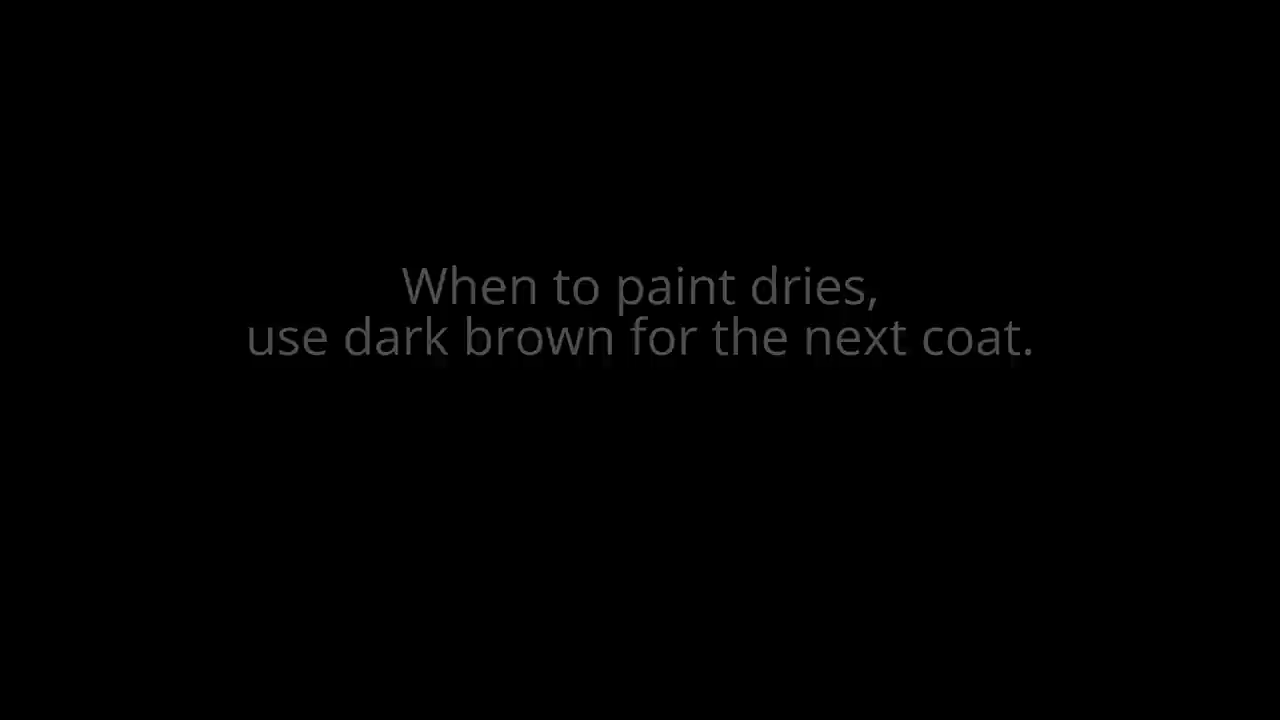 When to paint dries,
use dark brown for the next coat.